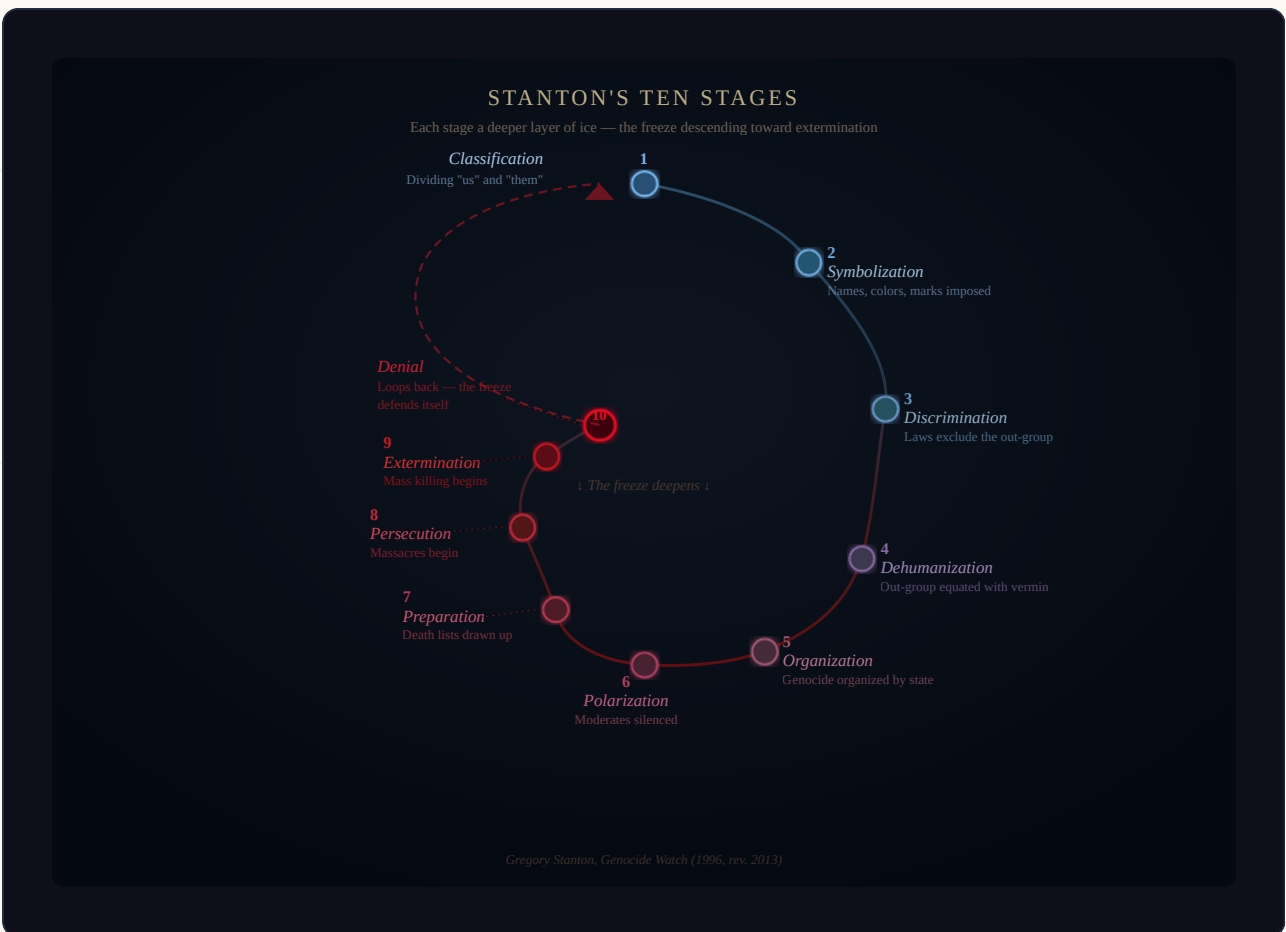 STANTON'S TEN STAGES
Each stage a deeper layer of ice — the freeze descending toward extermination
1
Classification
Dividing "us" and "them"
2
Symbolization
Names, colors, marks imposed
3
Discrimination
Laws exclude the out-group
4
Dehumanization
Out-group equated with vermin
5
Organization
Genocide organized by state
6
Polarization
Moderates silenced
7
Preparation
Death lists drawn up
8
Persecution
Massacres begin
9
Extermination
Mass killing begins
10
Denial
Loops back — the freeze
defends itself
↓ The freeze deepens ↓
Gregory Stanton, Genocide Watch (1996, rev. 2013)